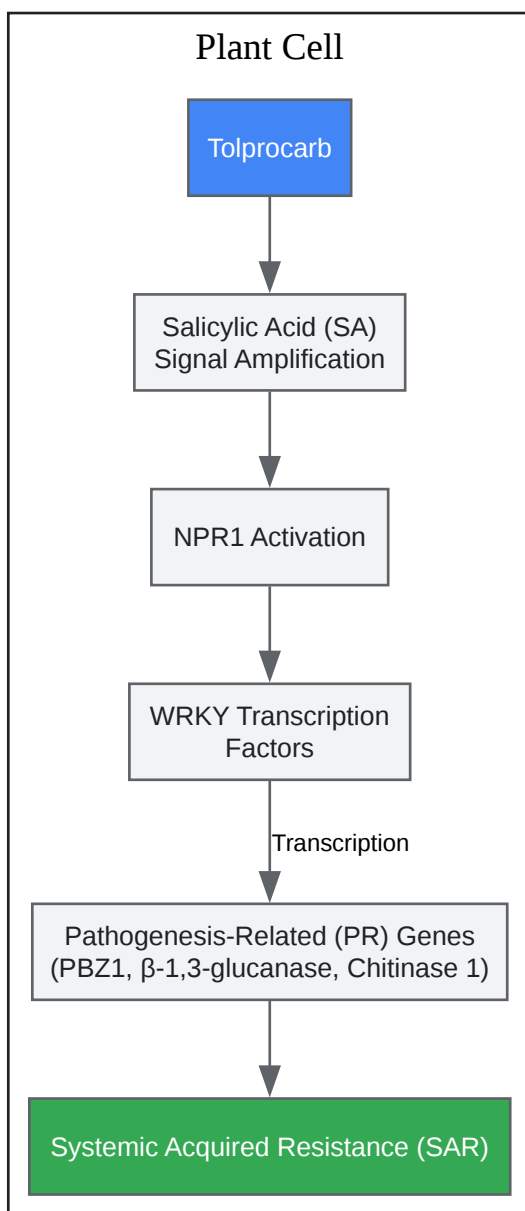 Plant Cell
Tolprocarb
Salicylic Acid (SA)
Signal Amplification
NPR1 Activation
WRKY Transcription
Factors
Transcription
Pathogenesis-Related (PR) Genes
(PBZ1, β-1,3-glucanase, Chitinase 1)
Systemic Acquired Resistance (SAR)